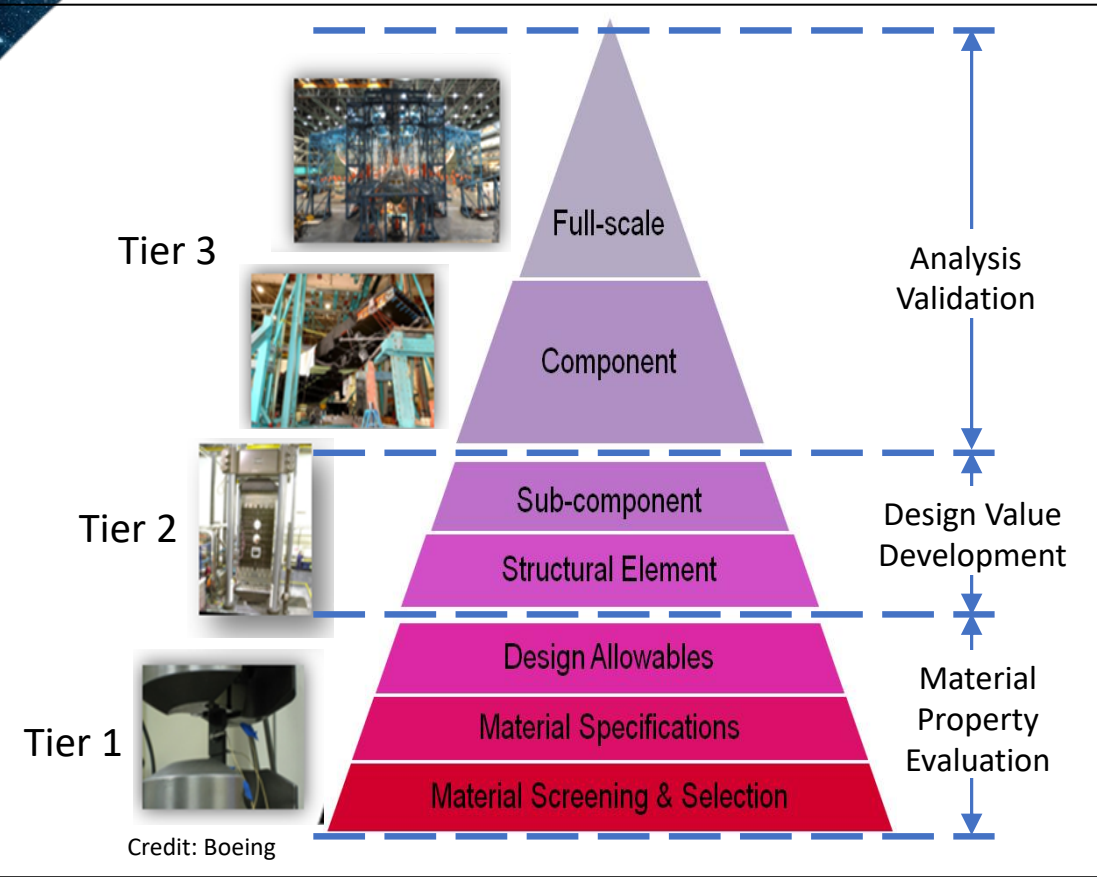 Full-scale
Tier 3
Analysis
Validation
Component
Sub-component
Tier 2
Design Value
Development
Structural Element
Design Allowables
Material
Property
Evaluation
Material Specifications
Tier 1
Material Screening & Selection
Credit: Boeing